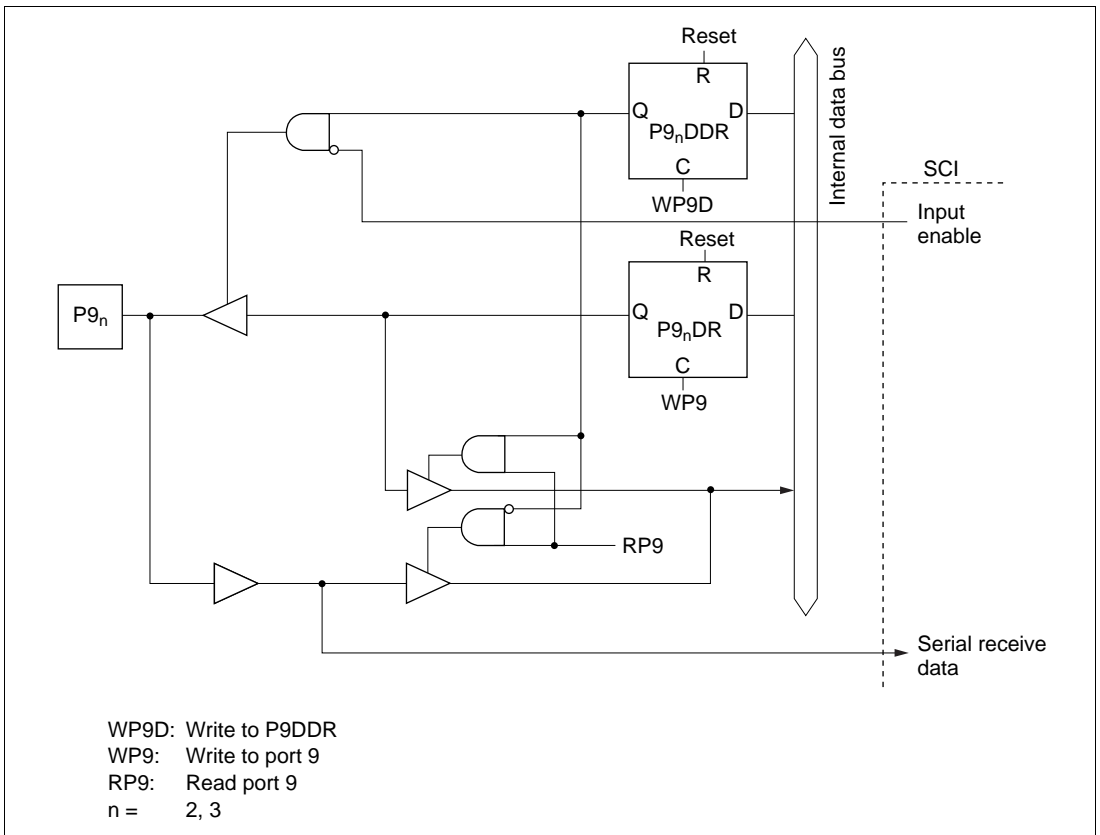 Reset
R
Q D
P9nDDR
C
WP9D
Internal data bus
SCI
Input
enable
Reset
R
Q D
P9nDR
C
WP9
P9n
RP9
Serial receive
data
WP9D: Write to P9DDR
WP9: Write to port 9
RP9: Read port 9
n = 2, 3